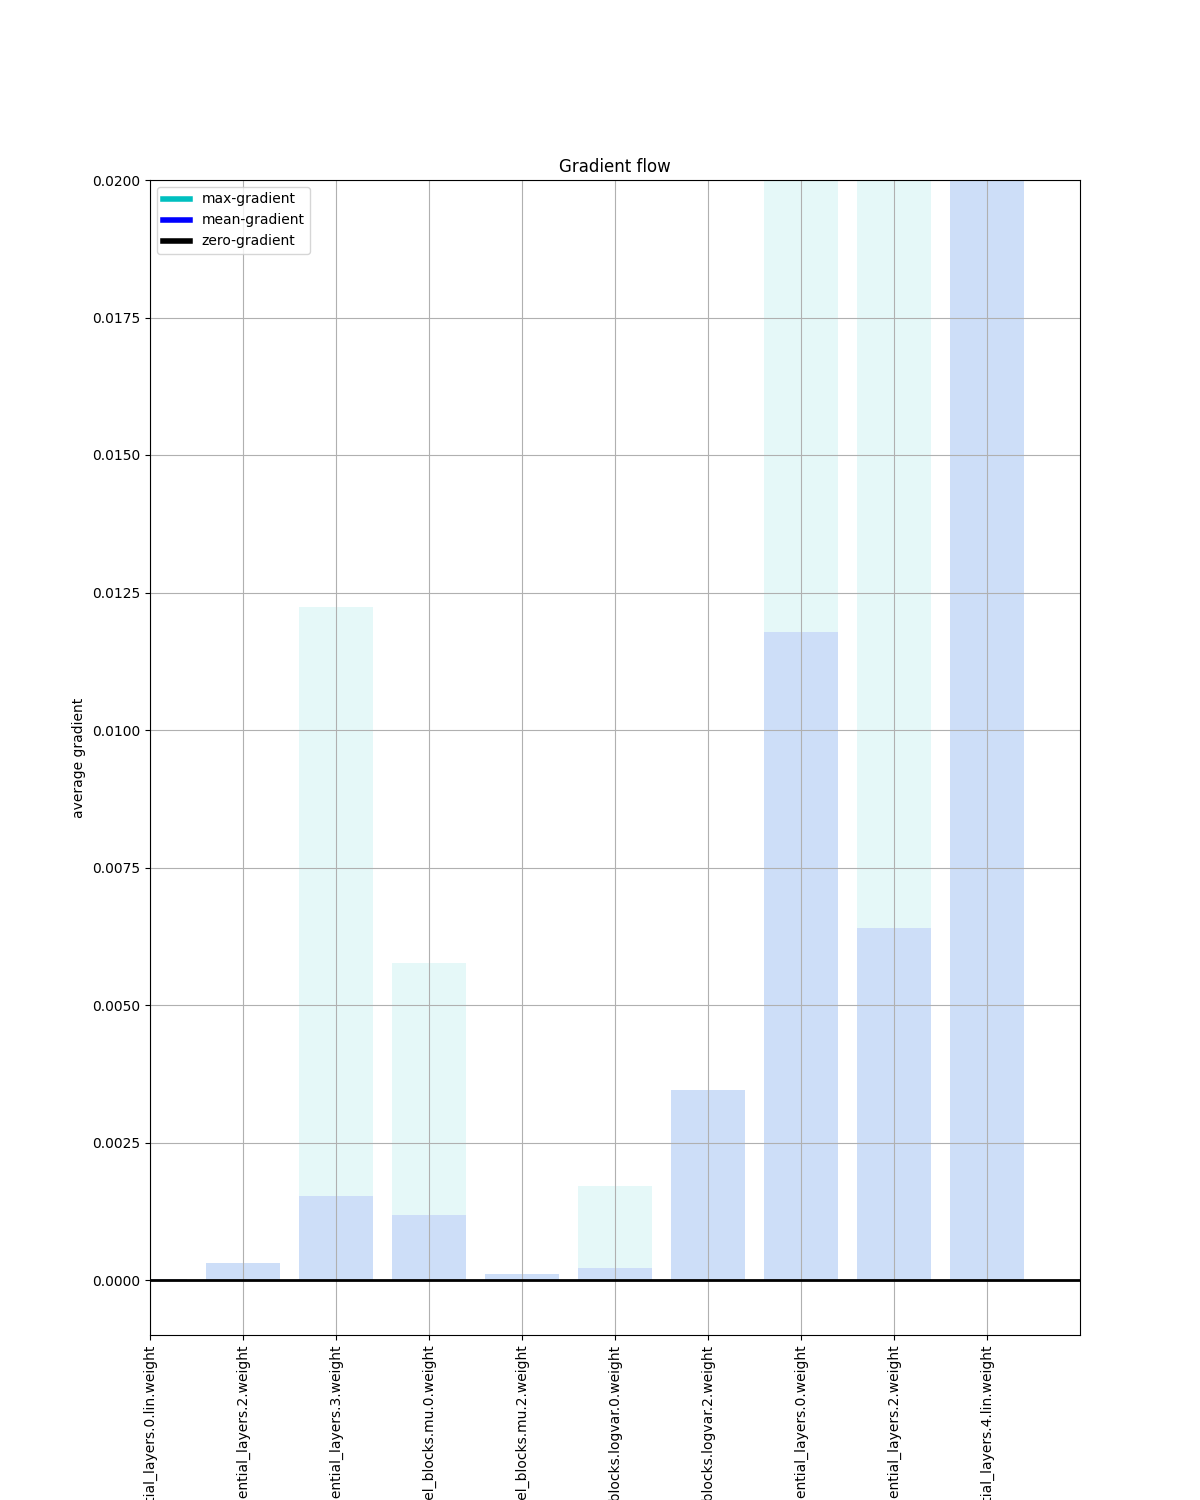 Gradient flow
max-gradient
mean-gradient
zero-gradient
average gradient
0.0200
0.0175
0.0150
0.0125
0.0100
0.0075
0.0050
0.0025
0.0000
tial_layers.0.lin.weight
ential_layers.2.weight
ential_layers.3.weight
el_blocks.mu.0.weight
el_blocks.mu.2.weight
blocks.logvar.0.weight
blocks.logvar.2.weight
ential_layers.0.weight
ential_layers.2.weight
tial_layers.4.lin.weight